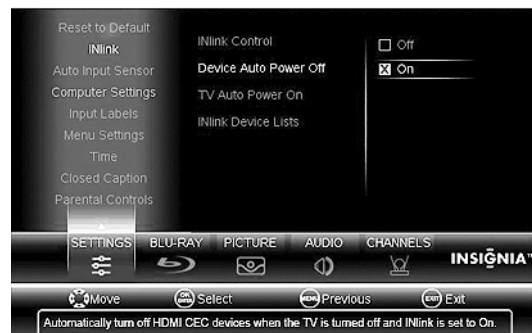 Reset to Default
INlink
Auto Input Sensor
Computer Settings
Input Labels
Menu Settings
Time
Closed Caption
Parental Controls
INlink Control
Device Auto Power Off
TV Auto Power On
INlink Device Lists
Off
X On
SETTINGS BLU-RAY PICTURE AUDIO CHANNELS
INSIGNIA™
Move OK/ENTER Select MENU Previous EXIT Exit
Automatically turn off HDMI CEC devices when the TV is turned off and INlink is set to On.